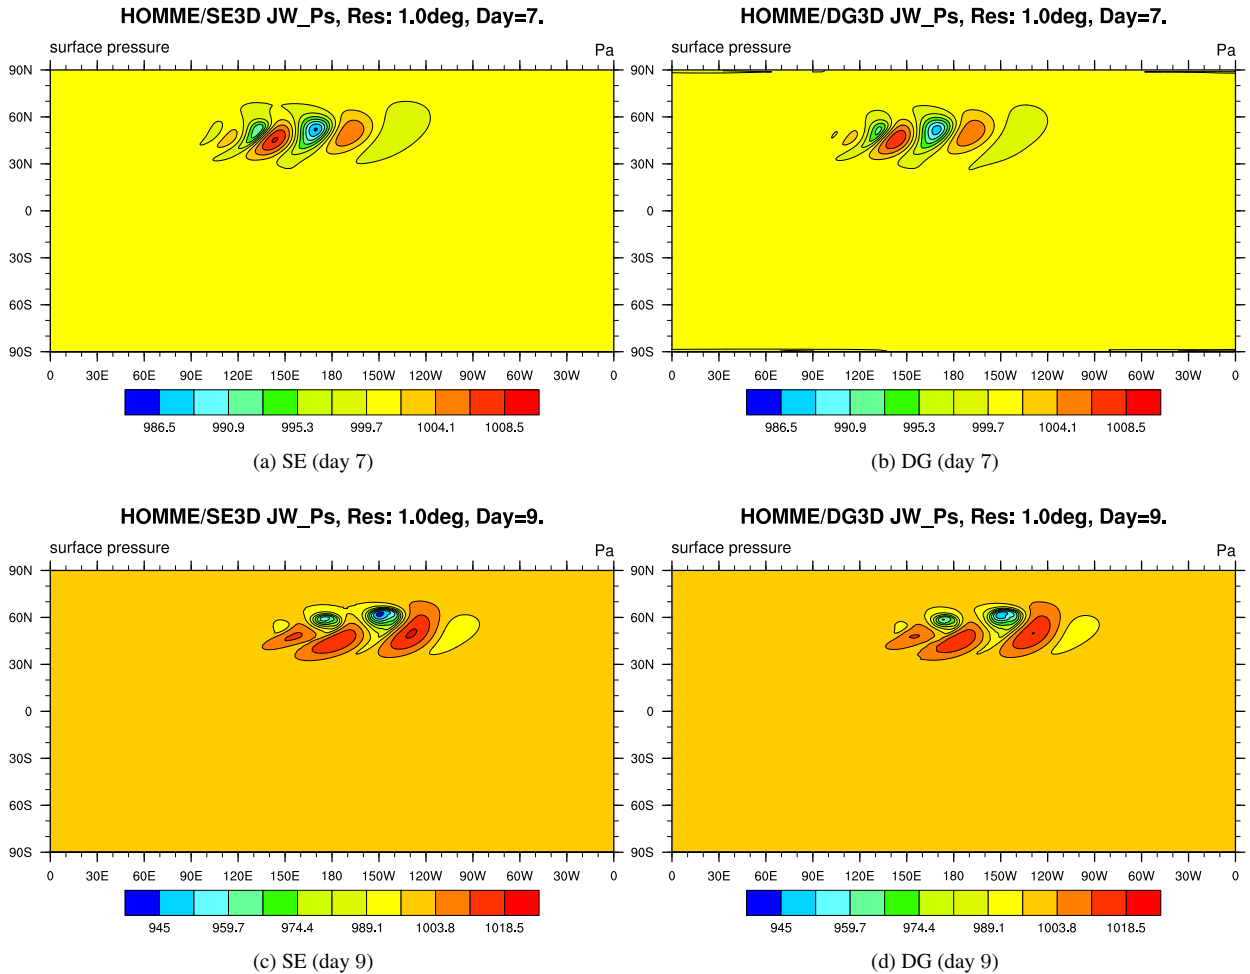 HOMME/SE3D JW_Ps, Res: 1.0deg, Day=7.
surface pressure Pa
90N
60N
30N
0
30S
60S
90S
0 30E 60E 90E 120E 150E 180 150W 120W 90W 60W 30W 0
986.5 990.9 995.3 999.7 1004.1 1008.5
(a) SE (day 7)
HOMME/DG3D JW_Ps, Res: 1.0deg, Day=7.
surface pressure Pa
90N
60N
30N
0
30S
60S
90S
0 30E 60E 90E 120E 150E 180 150W 120W 90W 60W 30W 0
986.5 990.9 995.3 999.7 1004.1 1008.5
(b) DG (day 7)
HOMME/SE3D JW_Ps, Res: 1.0deg, Day=9.
surface pressure Pa
90N
60N
30N
0
30S
60S
90S
0 30E 60E 90E 120E 150E 180 150W 120W 90W 60W 30W 0
945 959.7 974.4 989.1 1003.8 1018.5
(c) SE (day 9)
HOMME/DG3D JW_Ps, Res: 1.0deg, Day=9.
surface pressure Pa
90N
60N
30N
0
30S
60S
90S
0 30E 60E 90E 120E 150E 180 150W 120W 90W 60W 30W 0
945 959.7 974.4 989.1 1003.8 1018.5
(d) DG (day 9)